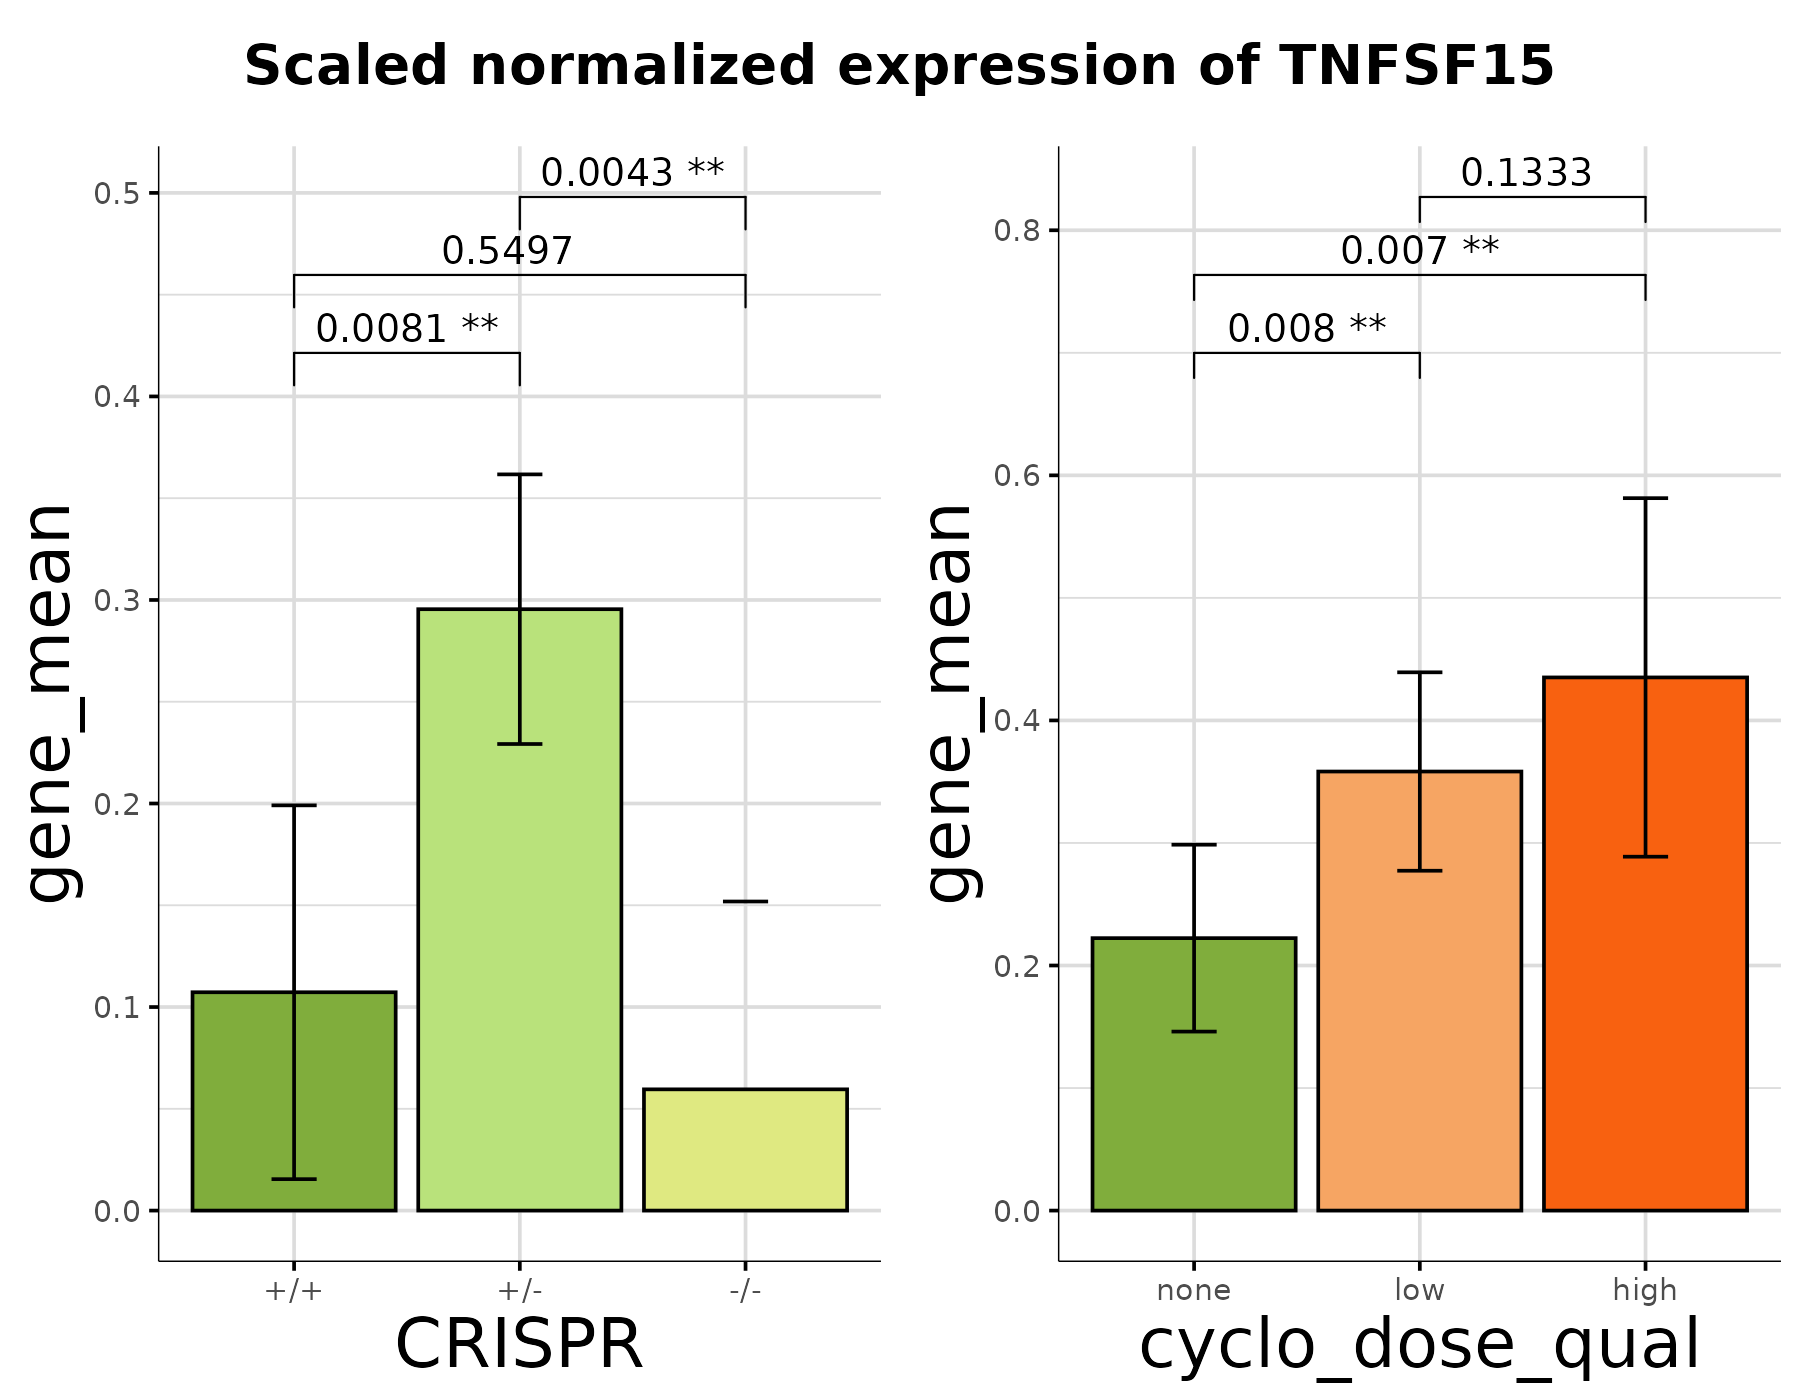 Scaled normalized expression of TNFSF15
gene_mean
0.5
0.4
0.3
0.2
0.1
0.0
0.0043 **
0.5497
0.0081 **
+/+ +/- -/-
CRISPR
gene_mean
0.8
0.6
0.4
0.2
0.0
0.1333
0.007 **
0.008 **
none low high
cyclo_dose_qual